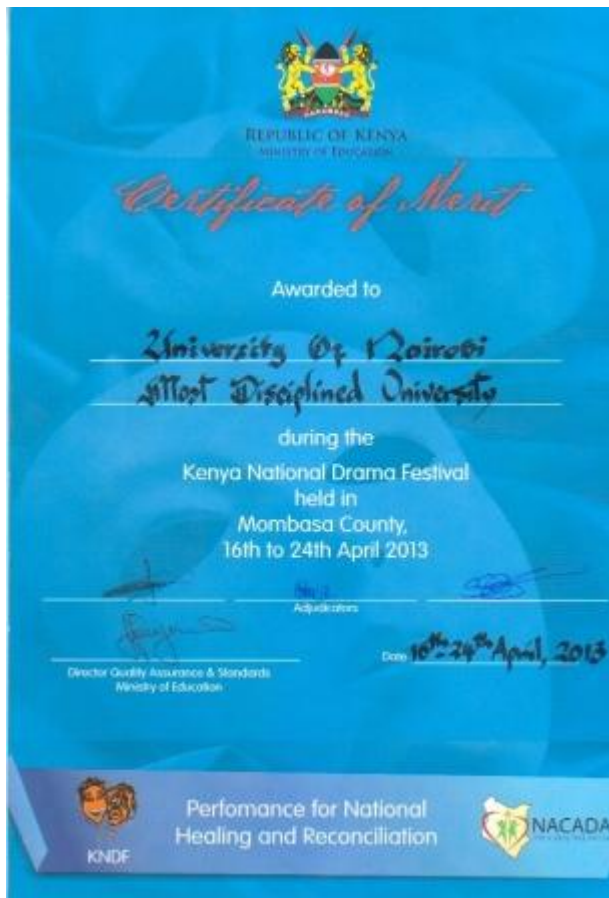 REPUBLIC OF KENYA
MINISTRY OF EDUCATION
Certificate of Merit
Awarded to
University Of Nairobi
Most Disciplined University
during the
Kenya National Drama Festival
held in
Mombasa County,
16th to 24th April 2013
Adjudicators
Date 16th-24th April, 2013
Director Quality Assurance & Standards
Ministry of Education
Perfomance for National
Healing and Reconciliation
KNDF
NACADA